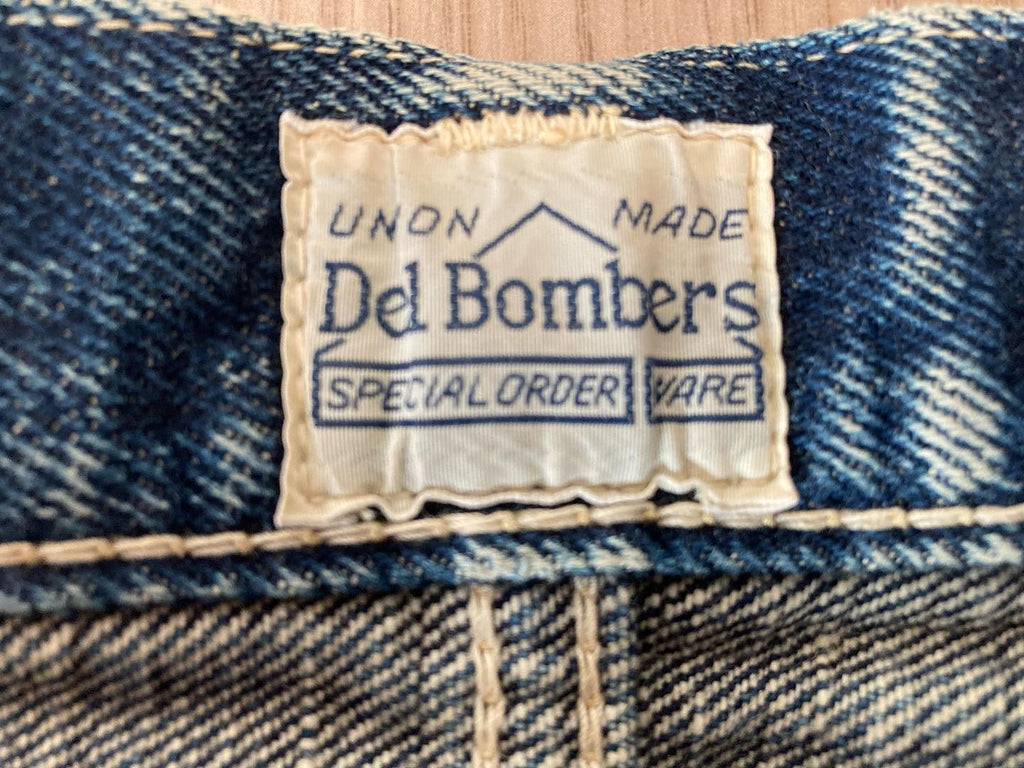 UNON MADE
Del Bombers
SPECIAL ORDER WARE